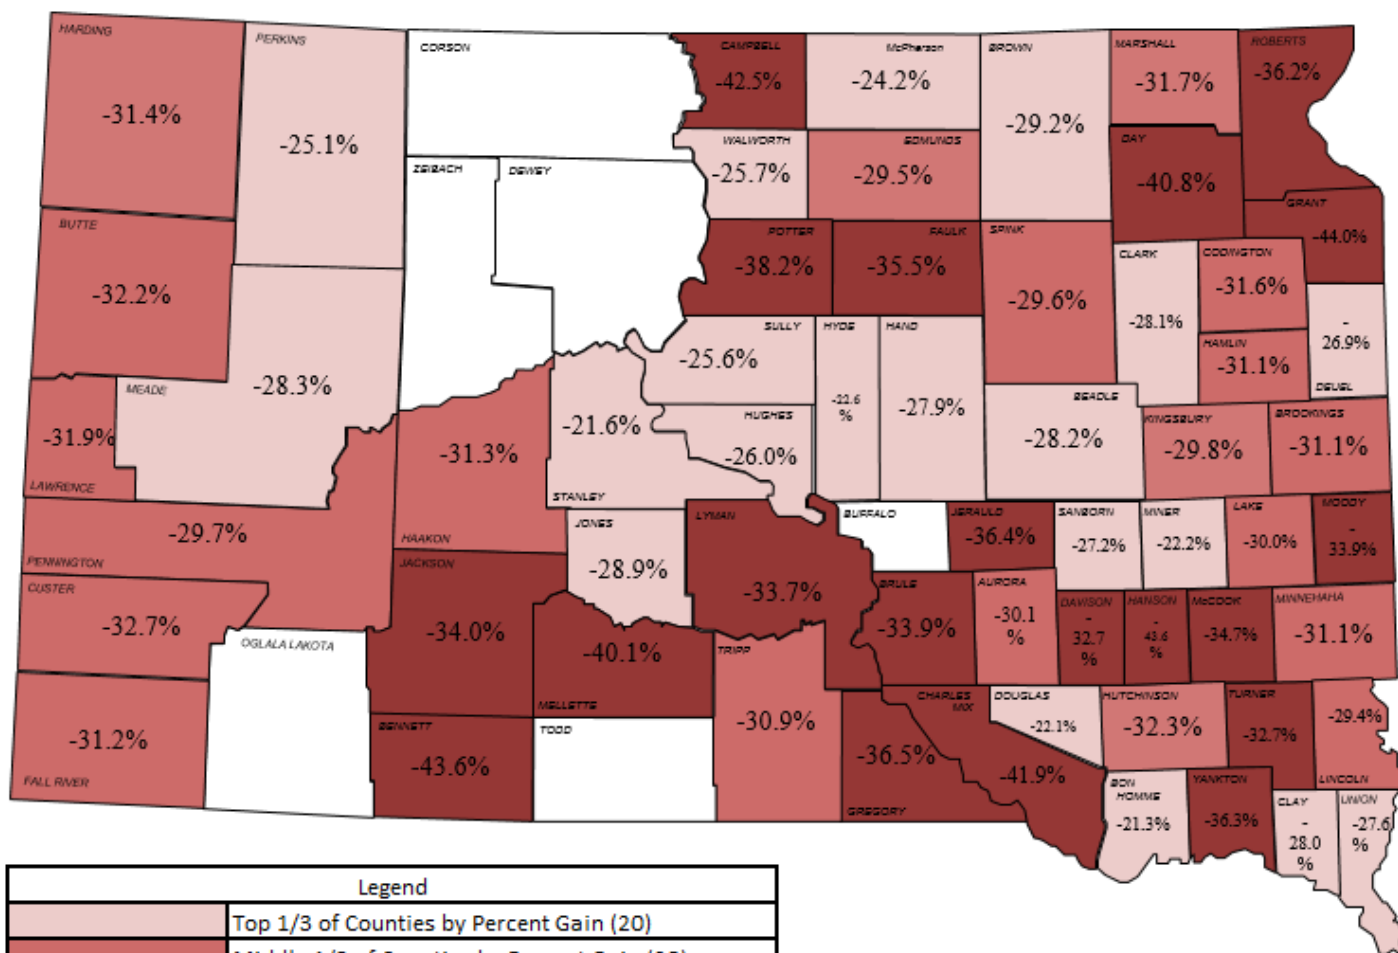 HARDING
-31.4%
PERKINS
-25.1%
CORSON
CAMPBELL
-42.5%
McPherson
-24.2%
BROWN
-29.2%
MARSHALL
-31.7%
ROBERTS
-36.2%
WALWORTH
-25.7%
EDMUNDS
-29.5%
DAY
-40.8%
ZEIBACH
DEWEY
BUTTE
-32.2%
POTTER
-38.2%
FAULK
-35.5%
SPINK
-29.6%
GRANT
-44.0%
CLARK
-28.1%
CODINGTON
-31.6%
HAMLIN
-31.1%
-
26.9%
DEUEL
MEADE
-28.3%
SULLY
-25.6%
HYDE
-22.6
%
HAND
-27.9%
-31.9%
LAWRENCE
-31.3%
HAAKON
-21.6%
STANLEY
HUGHES
-26.0%
BEADLE
-28.2%
KINGSBURY
-29.8%
BROOKINGS
-31.1%
-29.7%
PENNINGTON
JONES
-28.9%
LYMAN
-33.7%
BUFFALO
JERAULD
-36.4%
SANBORN
-27.2%
MINER
-22.2%
LAKE
-30.0%
MOODY
-
33.9%
CUSTER
-32.7%
JACKSON
-34.0%
-40.1%
MELLETTE
BRULE
-33.9%
AURORA
-30.1
%
DAVISON
-
32.7
%
HANSON
-
43.6
%
McCOOK
-34.7%
MINNEHAHA
-31.1%
OGLALA LAKOTA
TRIPP
-30.9%
-31.2%
FALL RIVER
BENNETT
-43.6%
TODD
-36.5%
GREGORY
CHARLES
MIX
-41.9%
DOUGLAS
-22.1%
HUTCHINSON
-32.3%
TURNER
-32.7%
-29.4%
LINCOLN
BON
HOMME
-21.3%
YANKTON
-36.3%
CLAY
-
28.0
%
UNION
-27.6
%
Legend
Top 1/3 of Counties by Percent Gain (20)